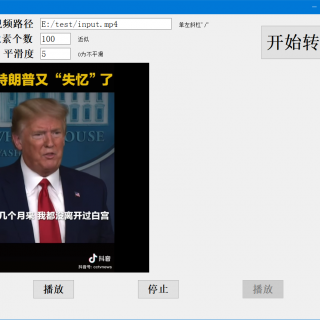 视频路径 E:/test/input.mp4 单左斜杠"/"
素个数 100 近似
平滑度 5 0为不平滑
开始转
特朗普又“失忆”了
几个月来 我都没离开过白宫
抖音
抖音号: cctvnews
播放 停止 播放